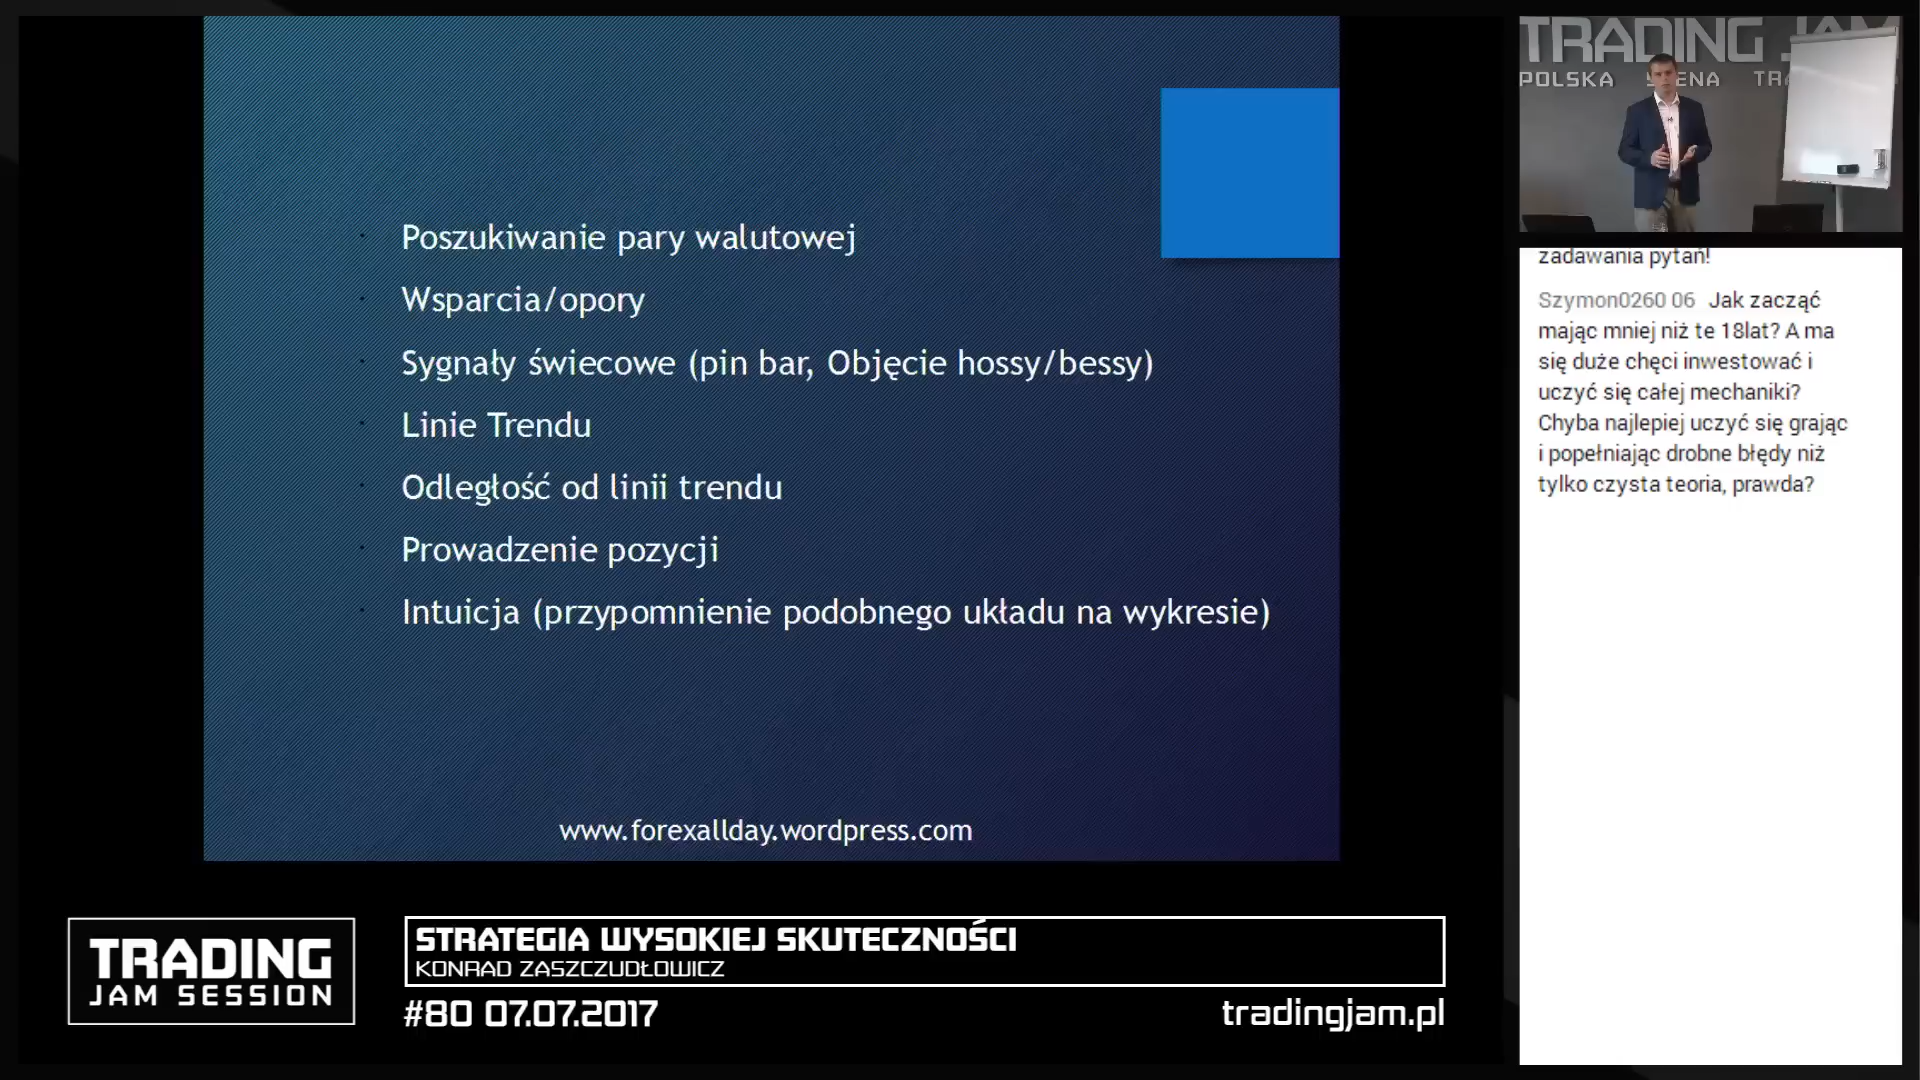 Poszukiwanie pary walutowej
Wsparcia/opory
Sygnały świecowe (pin bar, Objęcie hossy/bessy)
Linie Trendu
Odległość od linii trendu
Prowadzenie pozycji
Intuicja (przypomnienie podobnego układu na wykresie)
www.forexallday.wordpress.com
TRADING
POLSKA
zadawania pytań!
Szymon0260 06 Jak zacząć
mając mniej niż te 18lat? A ma
się duże chęci inwestować i
uczyć się całej mechaniki?
Chyba najlepiej uczyć się grając
i popełniając drobne błędy niż
tylko czysta teoria, prawda?
TRADING
JAM SESSION
STRATEGIA WYSOKIEJ SKUTECZNOŚCI
KONRAD ZASZCZUDŁOWICZ
#80 07.07.2017
tradingjam.pl